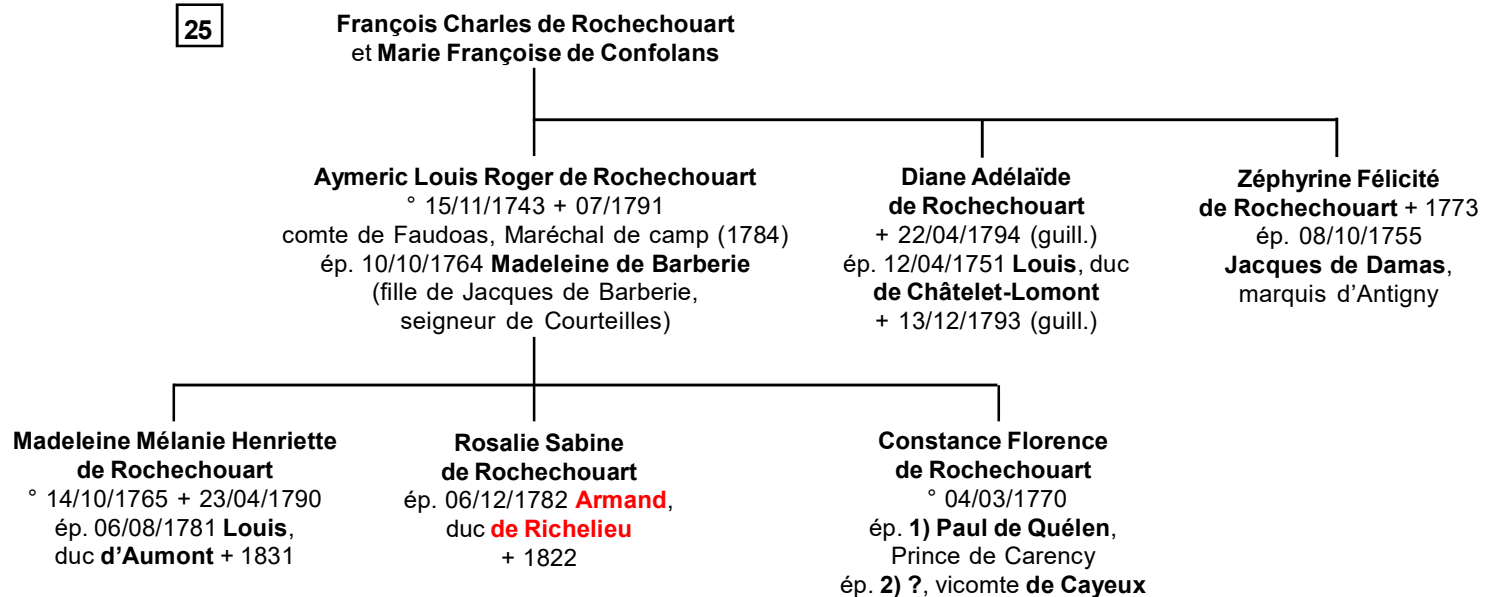 25
François Charles de Rochechouart
et Marie Françoise de Confolans
Aymeric Louis Roger de Rochechouart
° 15/11/1743 + 07/1791
comte de Faudoas, Maréchal de camp (1784)
ép. 10/10/1764 Madeleine de Barberie
(fille de Jacques de Barberie,
seigneur de Courteilles)
Diane Adélaïde
de Rochechouart
+ 22/04/1794 (guill.)
ép. 12/04/1751 Louis, duc
de Châtelet-Lomont
+ 13/12/1793 (guill.)
Zéphyrine Félicité
de Rochechouart + 1773
ép. 08/10/1755
Jacques de Damas,
marquis d'Antigny
Madeleine Mélanie Henriette
de Rochechouart
° 14/10/1765 + 23/04/1790
ép. 06/08/1781 Louis,
duc d'Aumont + 1831
Rosalie Sabine
de Rochechouart
ép. 06/12/1782 Armand,
duc de Richelieu
+ 1822
Constance Florence
de Rochechouart
° 04/03/1770
ép. 1) Paul de Quélen,
Prince de Carency
ép. 2) ?, vicomte de Cayeux